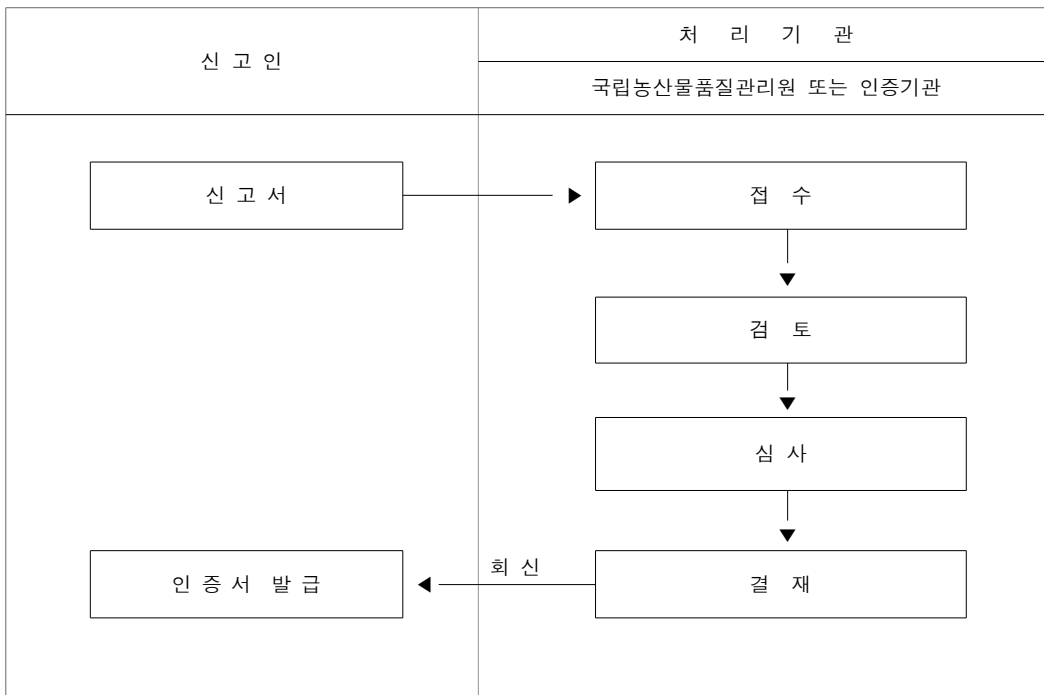 신 고 인
처 리 기 관
국립농산물품질관리원 또는 인증기관
신 고 서
접 수
검 토
심 사
회 신
인 증 서 발 급
결 재